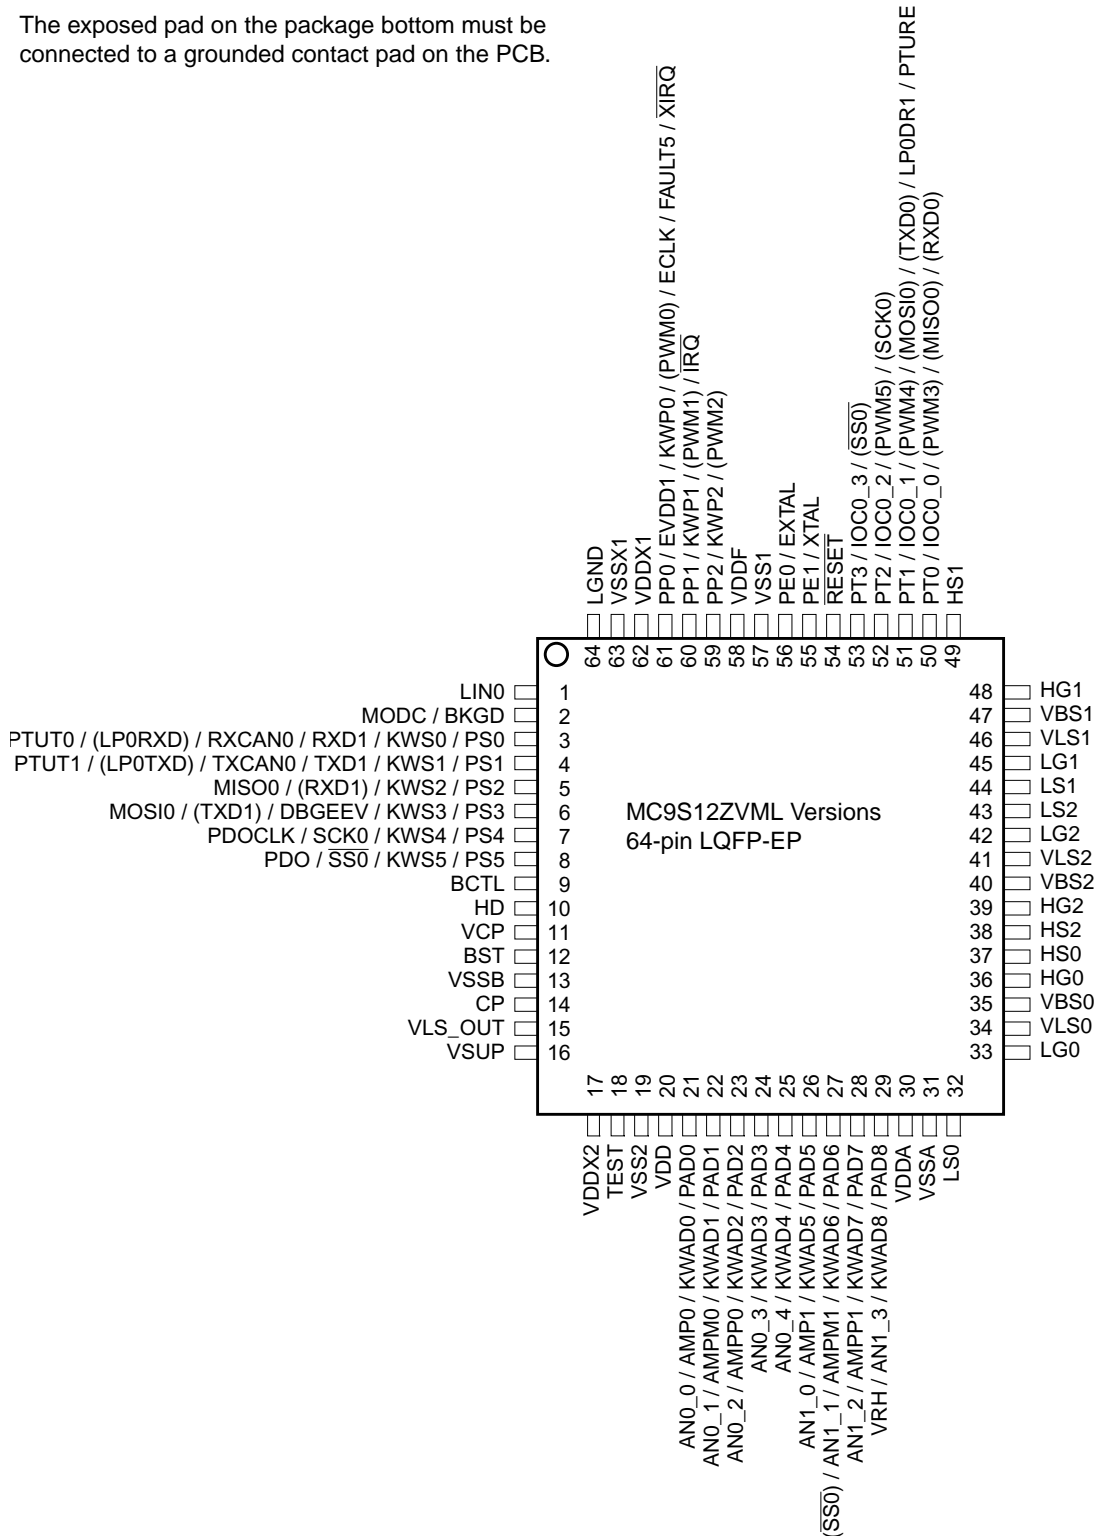 The exposed pad on the package bottom must be
connected to a grounded contact pad on the PCB.
LGND
VSSX1
VDDX1
PP0 / EVDD1 / KWP0 / (PWM0) / ECLK / FAULT5 / XIRQ
PP1 / KWP1 / (PWM1) / IRQ
PP2 / KWP2 / (PWM2)
VDDF
VSS1
PE0 / EXTAL
PE1 / XTAL
RESET
PT3 / IOC0_3 / (SS0)
PT2 / IOC0_2 / (PWM5) / (SCK0)
PT1 / IOC0_1 / (PWM4) / (MOSI0) / (TXD0) / LP0DR1 / PTURE
PT0 / IOC0_0 / (PWM3) / (MISO0) / (RXD0)
HS1
64 63 62 61 60 59 58 57 56 55 54 53 52 51 50 49
LIN0 1
MODC / BKGD 2
PTUT0 / (LP0RXD) / RXCAN0 / RXD1 / KWS0 / PS0 3
PTUT1 / (LP0TXD) / TXCAN0 / TXD1 / KWS1 / PS1 4
MISO0 / (RXD1) / KWS2 / PS2 5
MOSI0 / (TXD1) / DBGEEV / KWS3 / PS3 6
PDOCLK / SCK0 / KWS4 / PS4 7
PDO / SS0 / KWS5 / PS5 8
BCTL 9
HD 10
VCP 11
BST 12
VSSB 13
CP 14
VLS_OUT 15
VSUP 16
MC9S12ZVML Versions
64-pin LQFP-EP
48 HG1
47 VBS1
46 VLS1
45 LG1
44 LS1
43 LS2
42 LG2
41 VLS2
40 VBS2
39 HG2
38 HS2
37 HS0
36 HG0
35 VBS0
34 VLS0
33 LG0
17 18 19 20 21 22 23 24 25 26 27 28 29 30 31 32
VDDX2
TEST
VSS2
VDD
AN0_0 / AMP0 / KWAD0 / PAD0
AN0_1 / AMPM0 / KWAD1 / PAD1
AN0_2 / AMPP0 / KWAD2 / PAD2
AN0_3 / KWAD3 / PAD3
AN0_4 / KWAD4 / PAD4
AN1_0 / AMP1 / KWAD5 / PAD5
(SS0) / AN1_1 / AMPM1 / KWAD6 / PAD6
AN1_2 / AMPP1 / KWAD7 / PAD7
VRH / AN1_3 / KWAD8 / PAD8
VDDA
VSSA
LS0